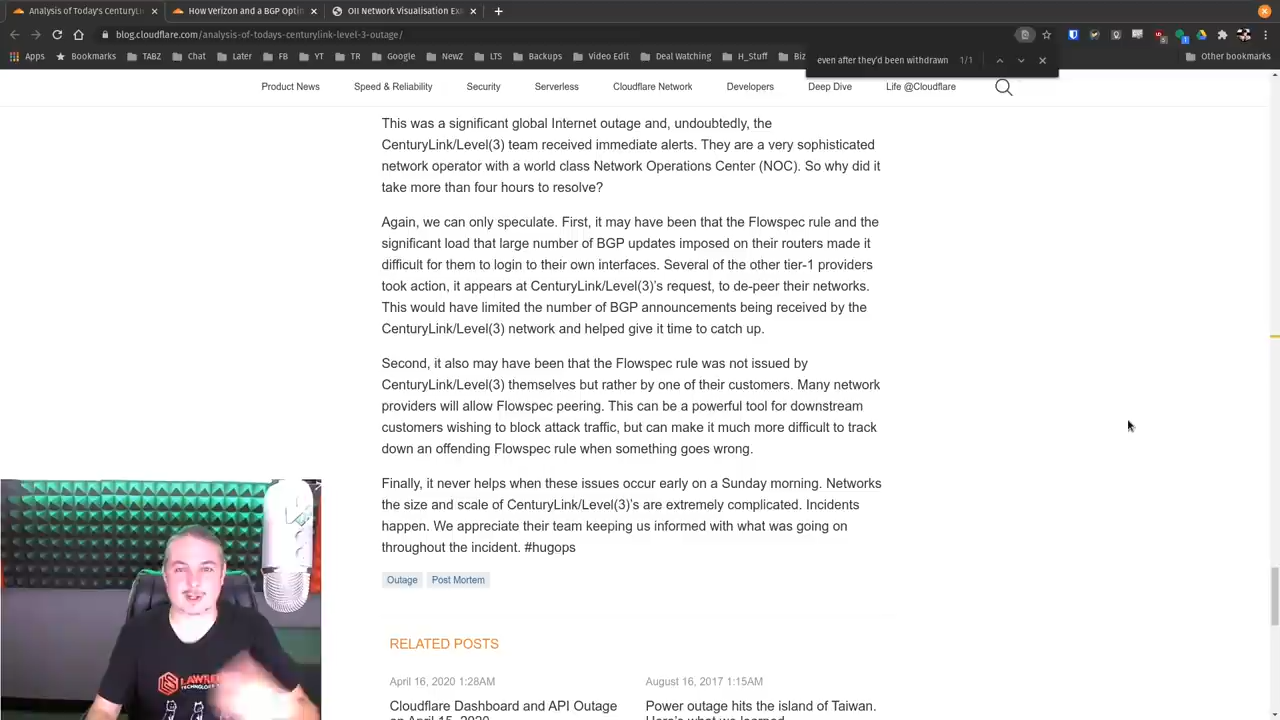 Analysis of Today's CenturyLi
How Verizon and a BGP Opti
OII Network Visualisation Ex
blog.cloudflare.com/analysis-of-todays-centurylink-level-3-outage/
Apps Bookmarks TABZ Chat Later FB YT TR Google NewZ LTS Backups Video Edit Deal Watching H_Stuff Biz Other bookmarks
even after they'd been withdrawn 1/1
Product News Speed & Reliability Security Serverless Cloudflare Network Developers Deep Dive Life @Cloudflare
This was a significant global Internet outage and, undoubtedly, the
CenturyLink/Level(3) team received immediate alerts. They are a very sophisticated
network operator with a world class Network Operations Center (NOC). So why did it
take more than four hours to resolve?
Again, we can only speculate. First, it may have been that the Flowspec rule and the
significant load that large number of BGP updates imposed on their routers made it
difficult for them to login to their own interfaces. Several of the other tier-1 providers
took action, it appears at CenturyLink/Level(3)'s request, to de-peer their networks.
This would have limited the number of BGP announcements being received by the
CenturyLink/Level(3) network and helped give it time to catch up.
Second, it also may have been that the Flowspec rule was not issued by
CenturyLink/Level(3) themselves but rather by one of their customers. Many network
providers will allow Flowspec peering. This can be a powerful tool for downstream
customers wishing to block attack traffic, but can make it much more difficult to track
down an offending Flowspec rule when something goes wrong.
Finally, it never helps when these issues occur early on a Sunday morning. Networks
the size and scale of CenturyLink/Level(3)'s are extremely complicated. Incidents
happen. We appreciate their team keeping us informed with what was going on
throughout the incident. #hugops
Outage Post Mortem
RELATED POSTS
April 16, 2020 1:28AM
Cloudflare Dashboard and API Outage
on April 15, 2020
August 16, 2017 1:15AM
Power outage hits the island of Taiwan.
Here's what we learned.
LAWRE